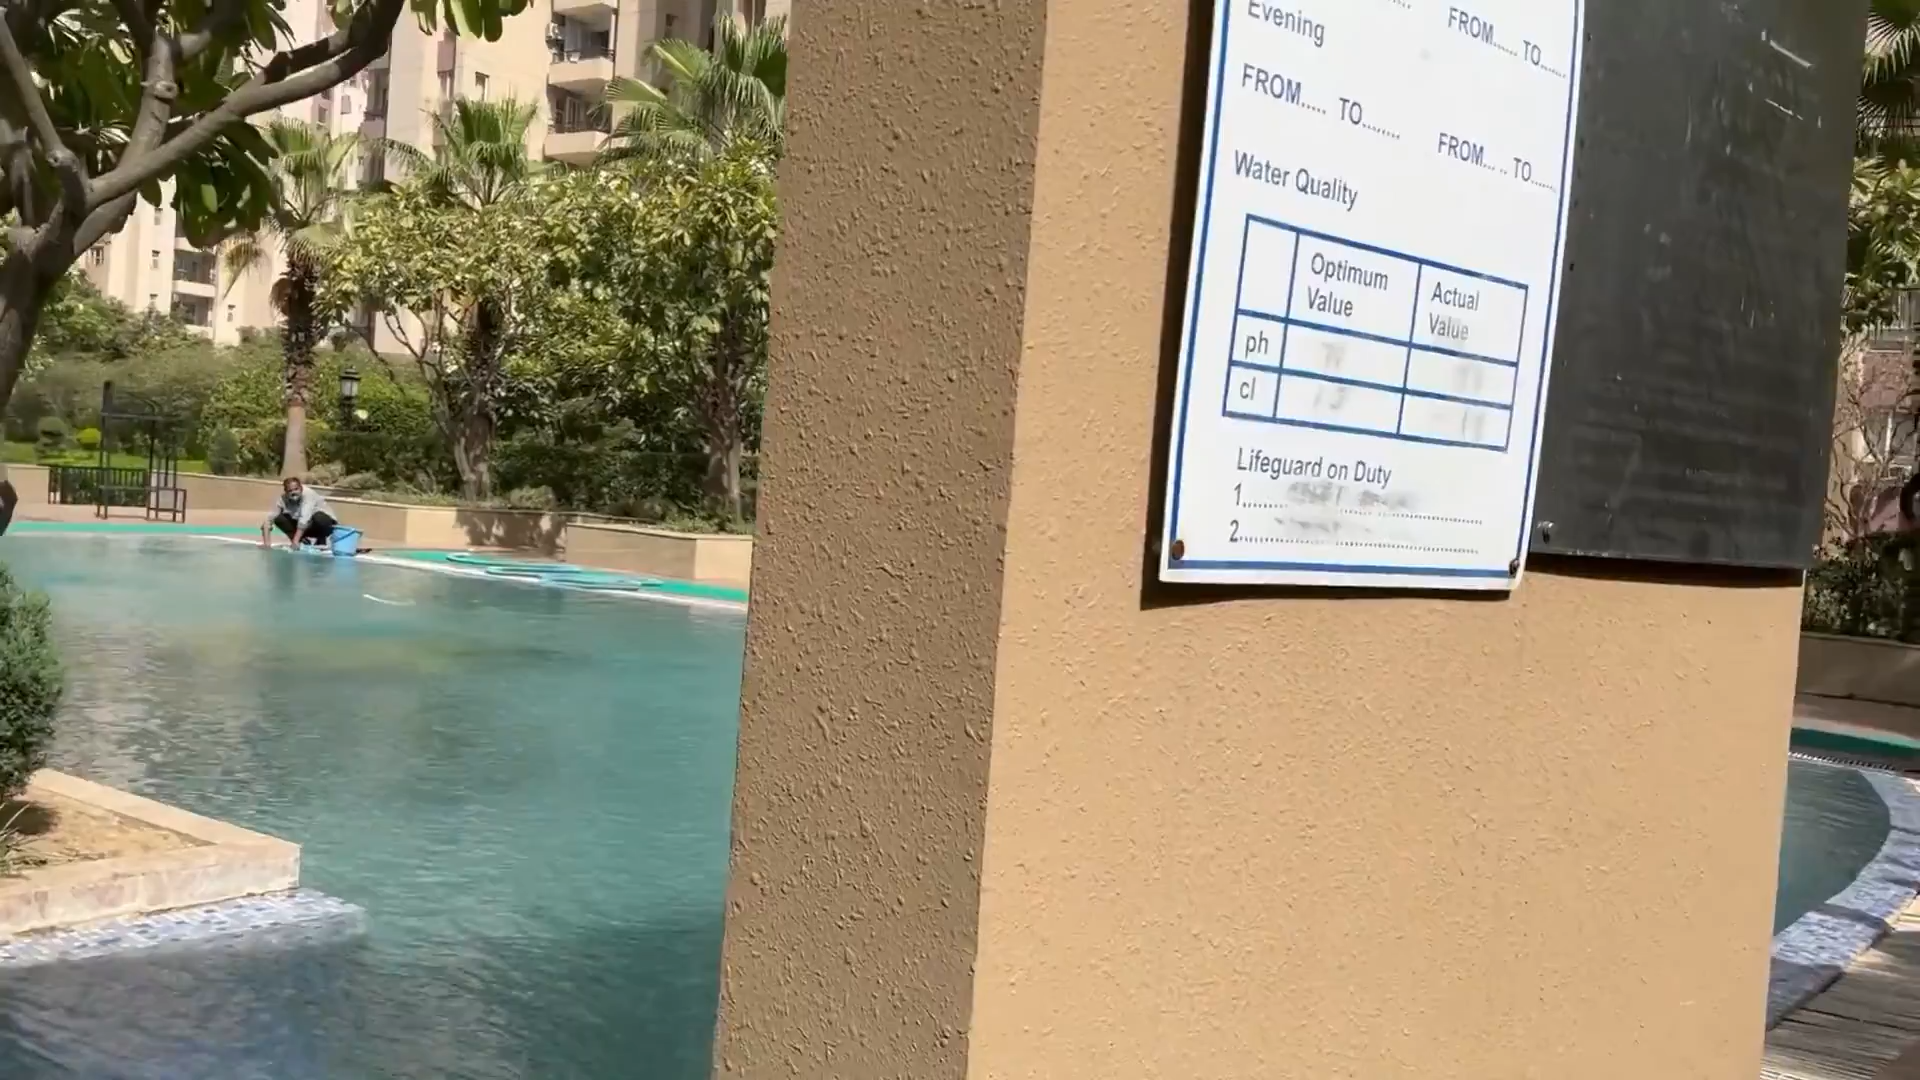 Evening
FROM...... TO......
FROM..... TO........
FROM... .. TO......
Water Quality
Optimum Value
Actual Value
ph
cl
Lifeguard on Duty
1..............................
2..............................